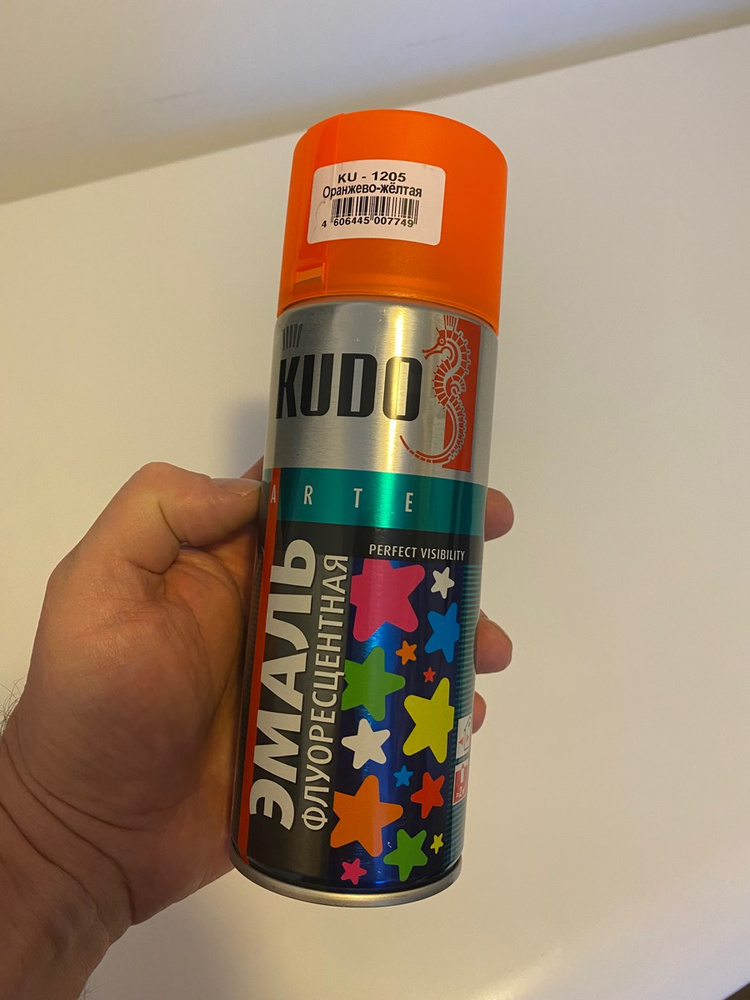 KU - 1205
Оранжево-жёлтая
4 606445 007749
KUDO
ARTE
PERFECT VISIBILITY
ЭМАЛЬ
ФЛУОРЕСЦЕНТНАЯ